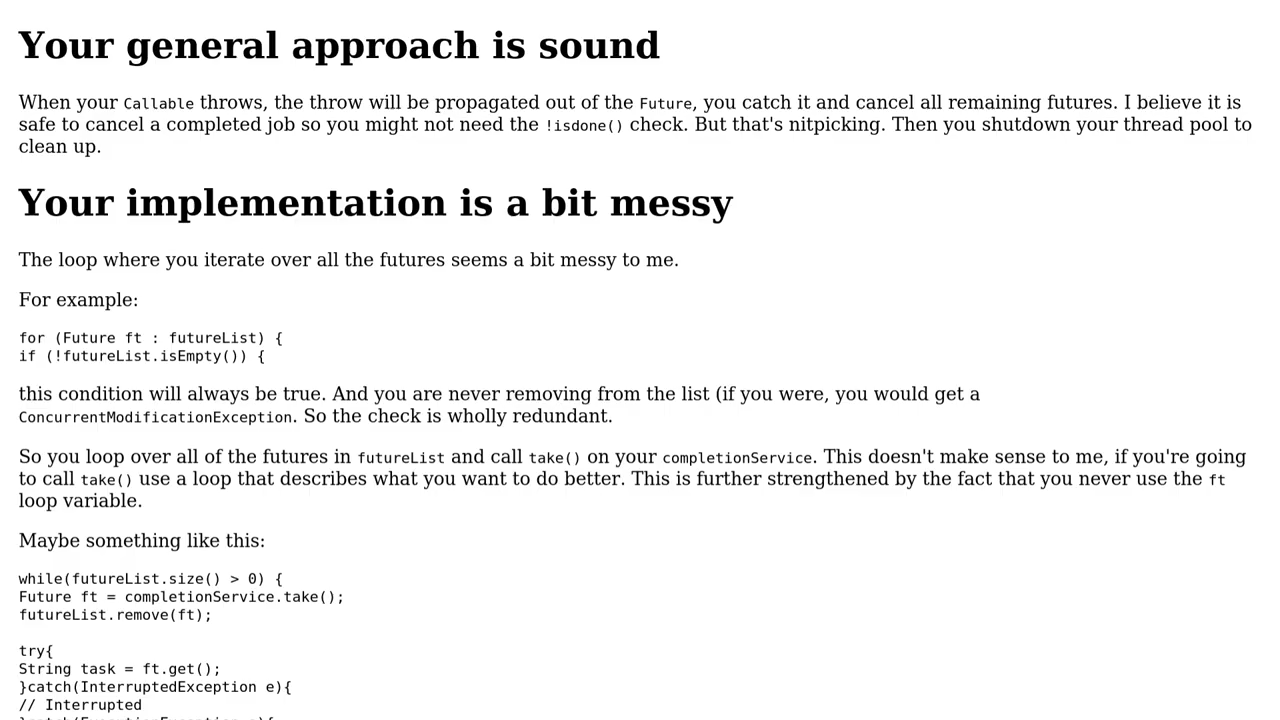 Your general approach is sound
When your Callable throws, the throw will be propagated out of the Future, you catch it and cancel all remaining futures. I believe it is
safe to cancel a completed job so you might not need the !isdone() check. But that's nitpicking. Then you shutdown your thread pool to
clean up.
Your implementation is a bit messy
The loop where you iterate over all the futures seems a bit messy to me.
For example:
for (Future ft : futureList) {
if (!futureList.isEmpty()) {
this condition will always be true. And you are never removing from the list (if you were, you would get a
ConcurrentModificationException. So the check is wholly redundant.
So you loop over all of the futures in futureList and call take() on your completionService. This doesn't make sense to me, if you're going
to call take() use a loop that describes what you want to do better. This is further strengthened by the fact that you never use the ft
loop variable.
Maybe something like this:
while(futureList.size() > 0) {
Future ft = completionService.take();
futureList.remove(ft);
try{
String task = ft.get();
}catch(InterruptedException e){
// Interrupted
}catch(ExecutionException e){